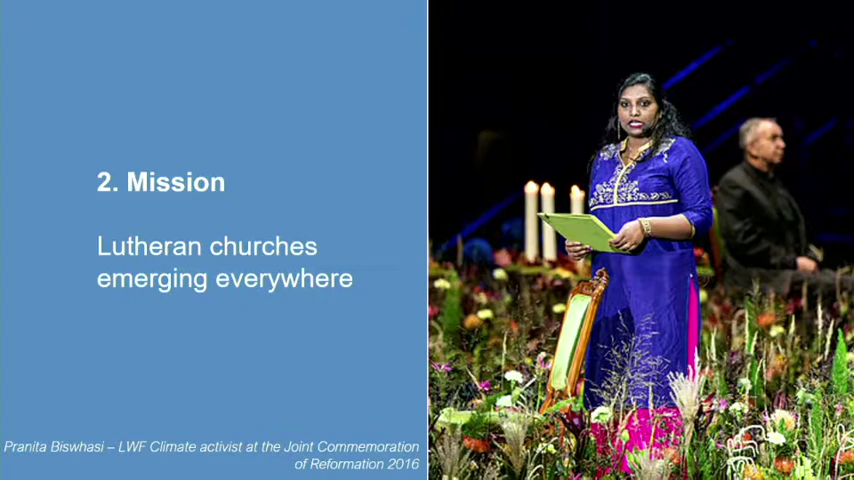 2. Mission
Lutheran churches
emerging everywhere
Pranita Biswhasi – LWF Climate activist at the Joint Commemoration
of Reformation 2016